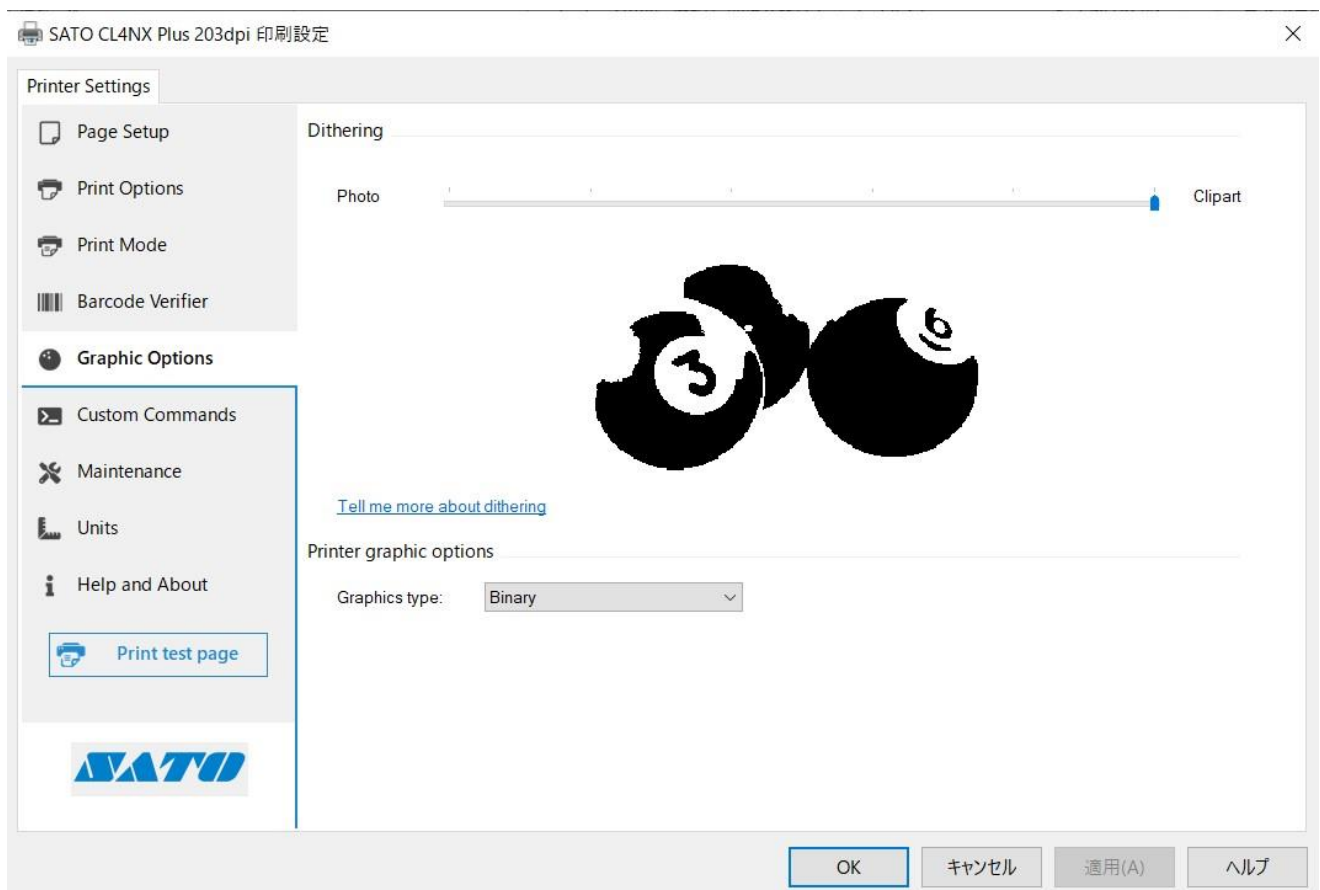 SATO CL4NX Plus 203dpi 印刷設定
Printer Settings
Page Setup
Print Options
Print Mode
Barcode Verifier
Graphic Options
Custom Commands
Maintenance
Units
Help and About
Print test page
SATO
Dithering
Photo
Clipart
3
6
Tell me more about dithering
Printer graphic options
Graphics type:
Binary
OK
キャンセル
適用(A)
ヘルプ